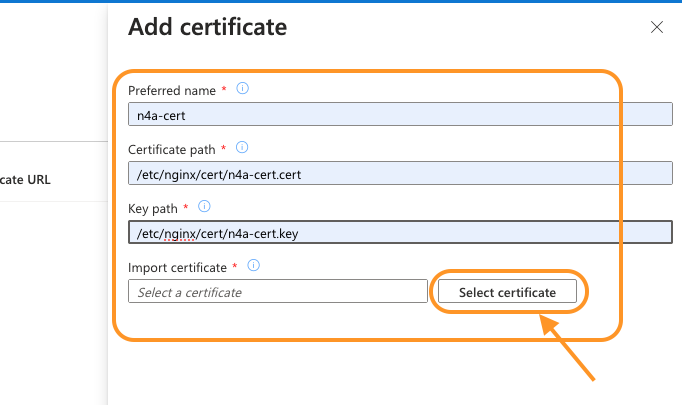 Add certificate
Preferred name *
n4a-cert
Certificate path *
/etc/nginx/cert/n4a-cert.cert
cate URL
Key path *
/etc/nginx/cert/n4a-cert.key
Import certificate *
Select a certificate
Select certificate